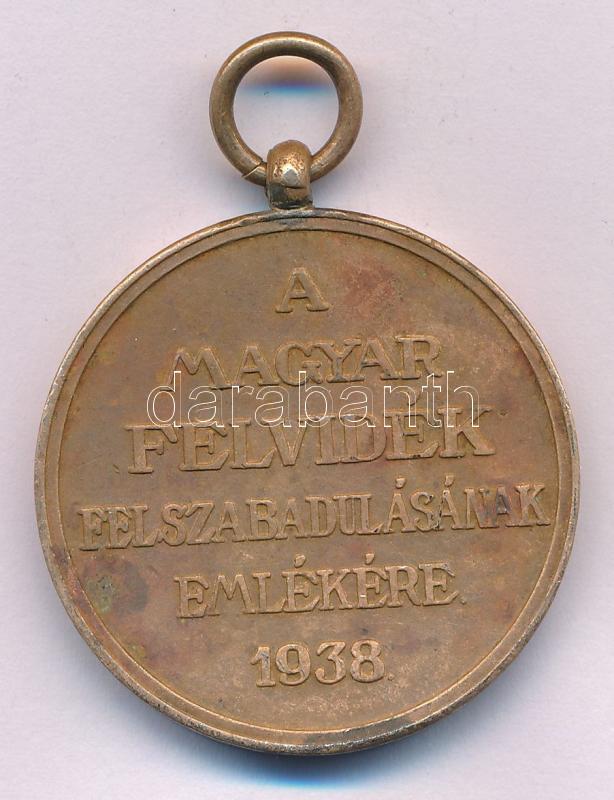 A
MAGYAR
darabanth
FELVIDÉK
FELSZABADULÁSÁNAK
EMLÉKÉRE.
1938.